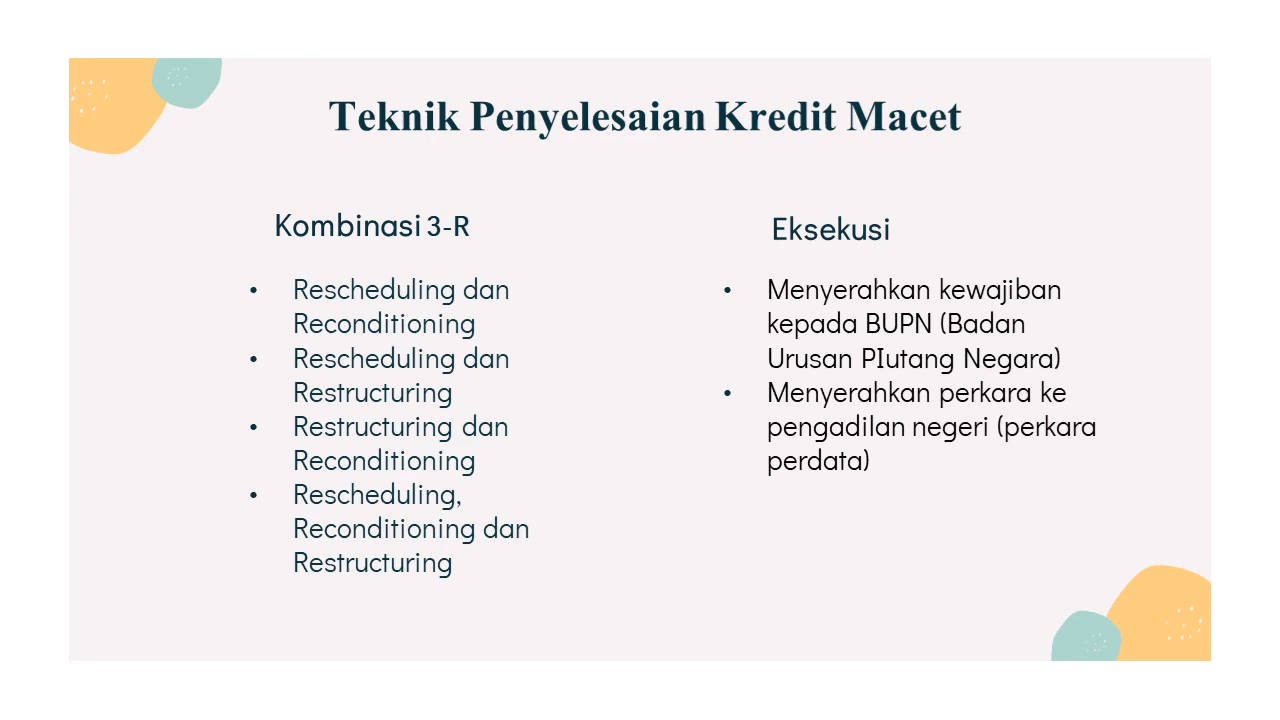 Teknik Penyelesaian Kredit Macet
Kombinasi 3-R
• Rescheduling dan
Reconditioning
• Rescheduling dan
Restructuring
• Restructuring dan
Reconditioning
• Rescheduling,
Reconditioning dan
Restructuring
Eksekusi
• Menyerahkan kewajiban
kepada BUPN (Badan
Urusan PIutang Negara)
• Menyerahkan perkara ke
pengadilan negeri (perkara
perdata)